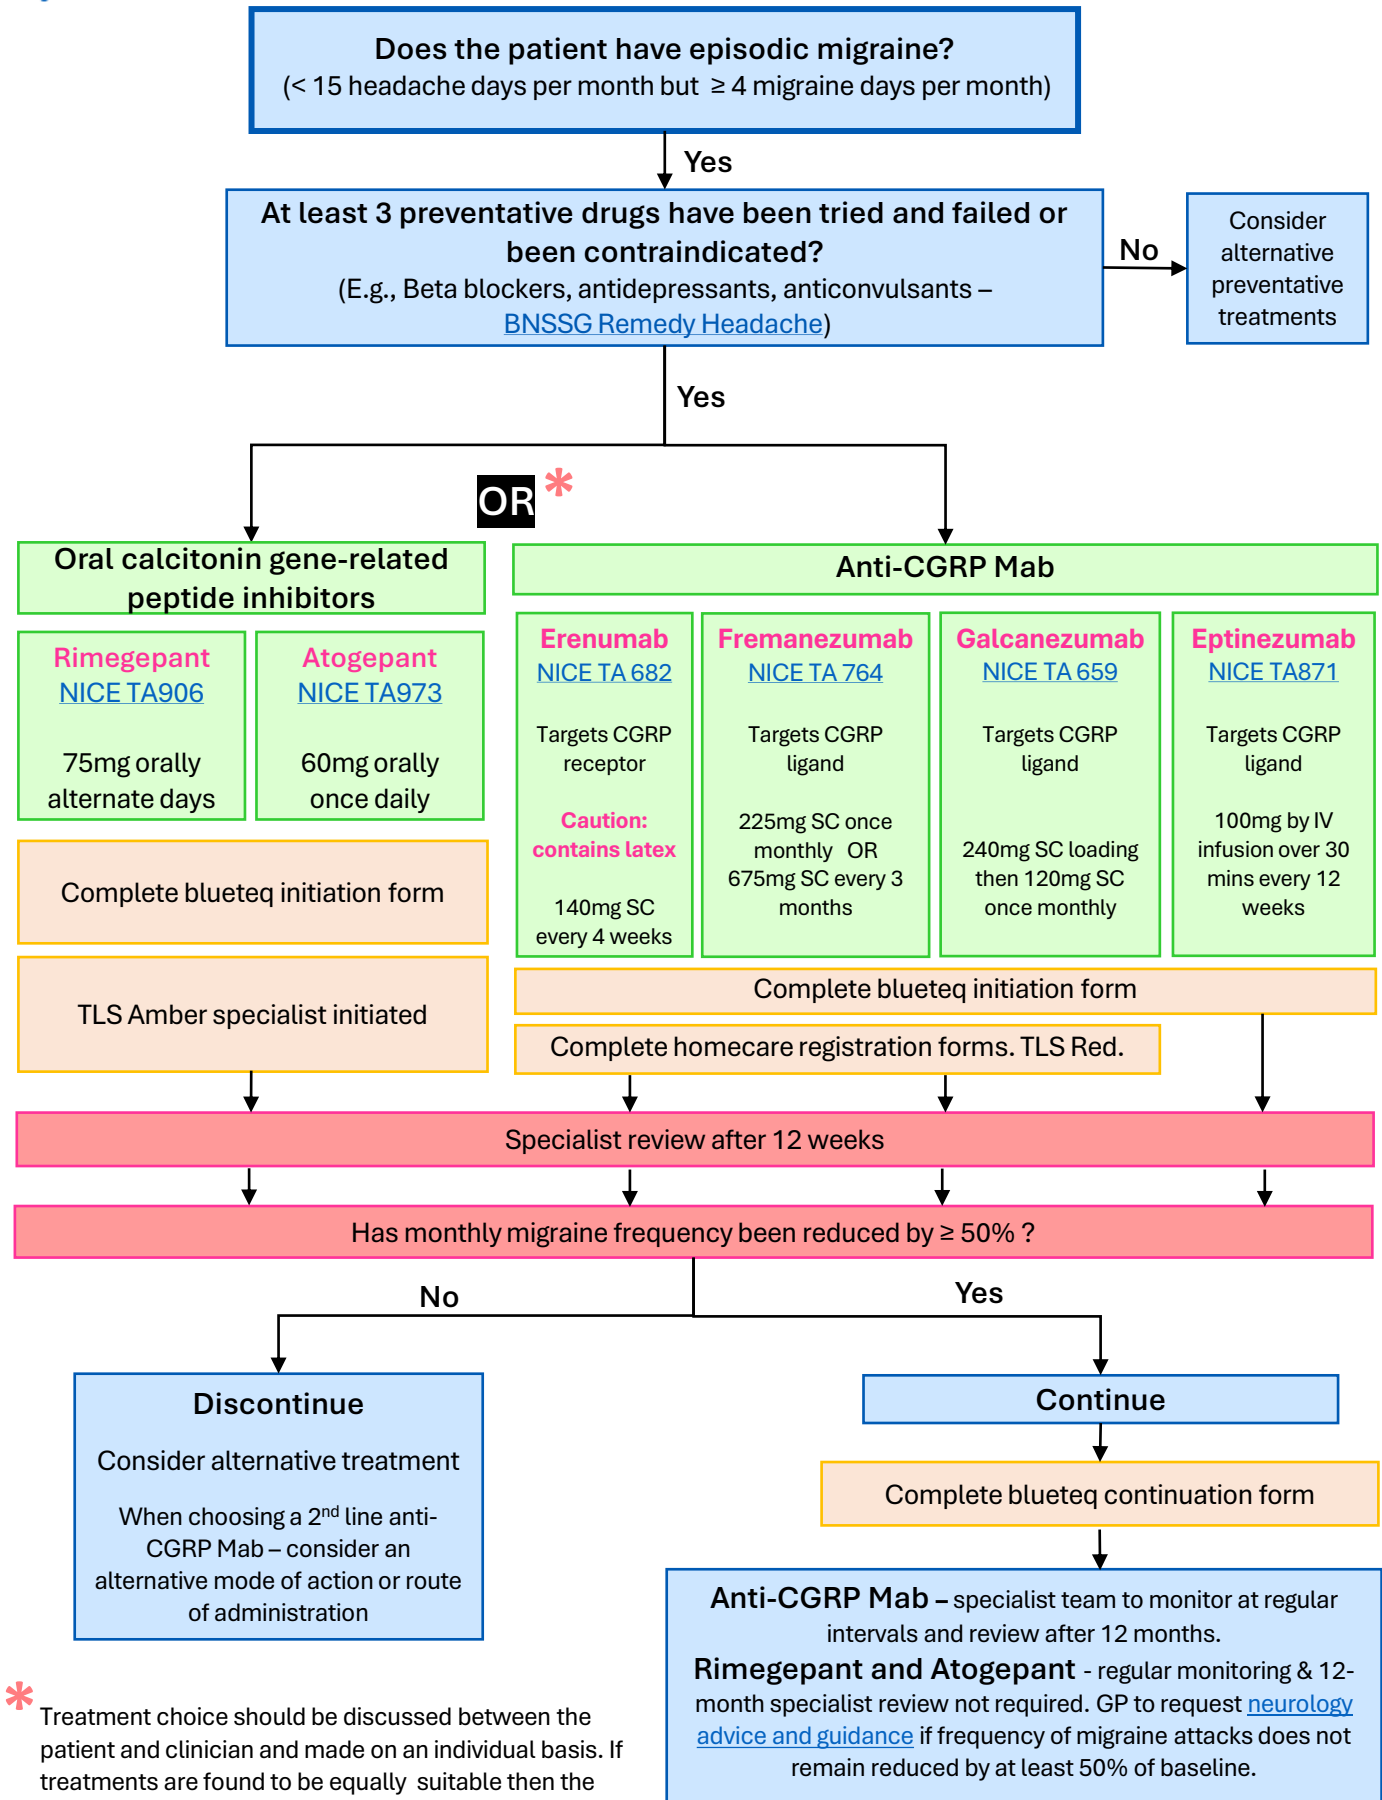 Does the patient have episodic migraine?
(< 15 headache days per month but ≥ 4 migraine days per month)
Yes
At least 3 preventative drugs have been tried and failed or
been contraindicated?
(E.g., Beta blockers, antidepressants, anticonvulsants –
BNSSG Remedy Headache)
No
Consider
alternative
preventative
treatments
Yes
OR *
Oral calcitonin gene-related
peptide inhibitors
Rimegepant
NICE TA906
75mg orally
alternate days
Atogepant
NICE TA973
60mg orally
once daily
Complete blueteq initiation form
TLS Amber specialist initiated
Anti-CGRP Mab
Erenumab
NICE TA 682
Targets CGRP
receptor
Caution:
contains latex
140mg SC
every 4 weeks
Fremanezumab
NICE TA 764
Targets CGRP
ligand
225mg SC once
monthly OR
675mg SC every 3
months
Galcanezumab
NICE TA 659
Targets CGRP
ligand
240mg SC loading
then 120mg SC
once monthly
Eptinezumab
NICE TA871
Targets CGRP
ligand
100mg by IV
infusion over 30
mins every 12
weeks
Complete blueteq initiation form
Complete homecare registration forms. TLS Red.
Specialist review after 12 weeks
Has monthly migraine frequency been reduced by ≥ 50% ?
No
Yes
Discontinue
Consider alternative treatment
When choosing a 2nd line anti-
CGRP Mab – consider an
alternative mode of action or route
of administration
Continue
Complete blueteq continuation form
Anti-CGRP Mab – specialist team to monitor at regular
intervals and review after 12 months.
Rimegepant and Atogepant - regular monitoring & 12-
month specialist review not required. GP to request neurology
advice and guidance if frequency of migraine attacks does not
remain reduced by at least 50% of baseline.
* Treatment choice should be discussed between the
patient and clinician and made on an individual basis. If
treatments are found to be equally suitable then the